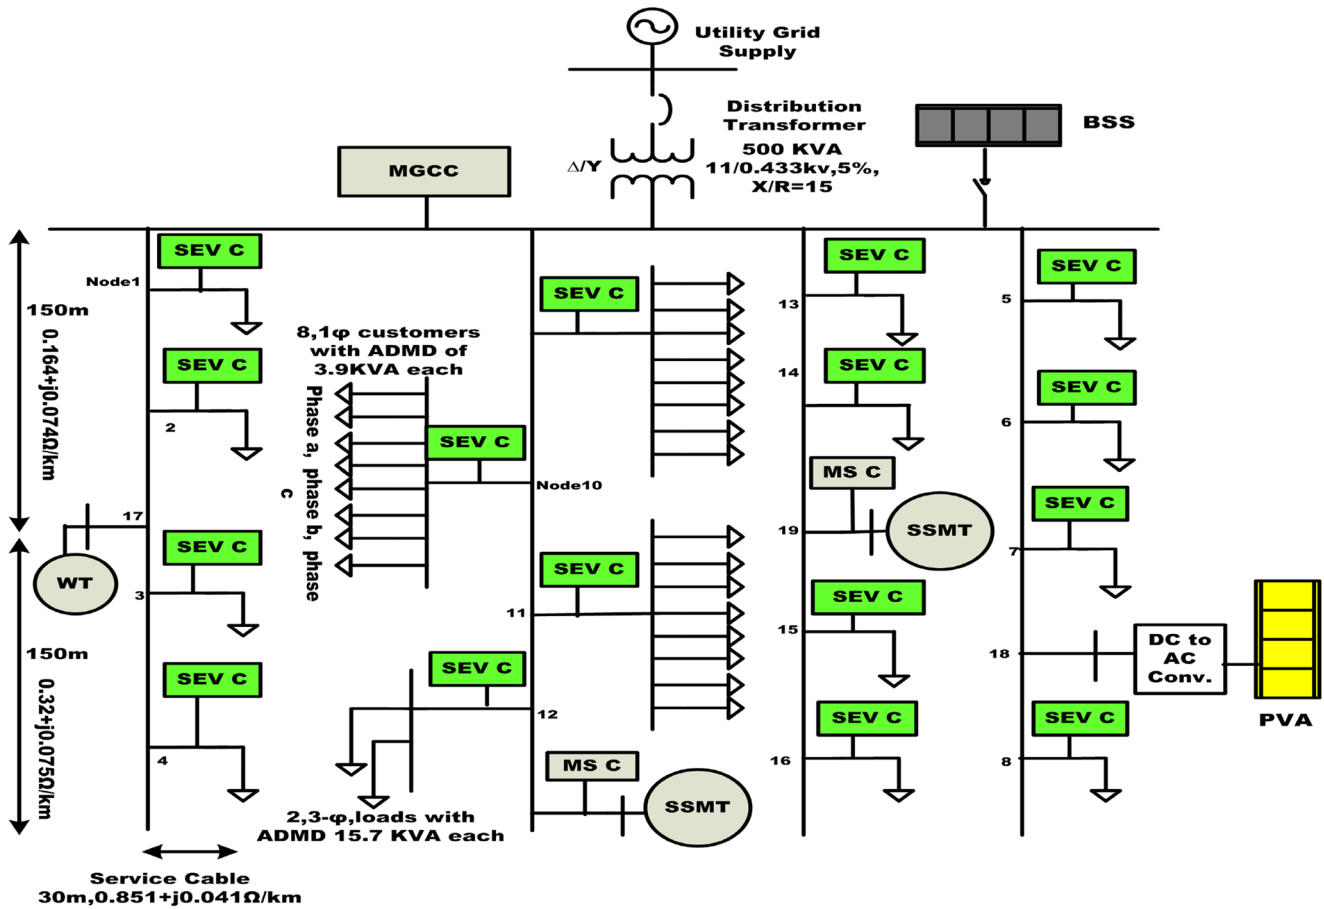 Utility Grid
Supply
Distribution
Transformer
500 KVA
11/0.433kv,5%,
X/R=15
Δ/Y
BSS
MGCC
SEV C
Node1
150m
0.164+j0.074Ω/km
SEV C
2
17
WT
SEV C
3
150m
0.32+j0.075Ω/km
SEV C
4
Service Cable
30m,0.851+j0.041Ω/km
8,1φ customers
with ADMD of
3.9KVA each
Phase a, phase b, phase
c
SEV C
SEV C
Node10
SEV C
11
SEV C
12
2,3-φ,loads with
ADMD 15.7 KVA each
MS C
SSMT
SEV C
13
SEV C
14
MS C
19
SSMT
SEV C
15
SEV C
16
SEV C
5
SEV C
6
SEV C
7
18
DC to
AC
Conv.
PVA
SEV C
8